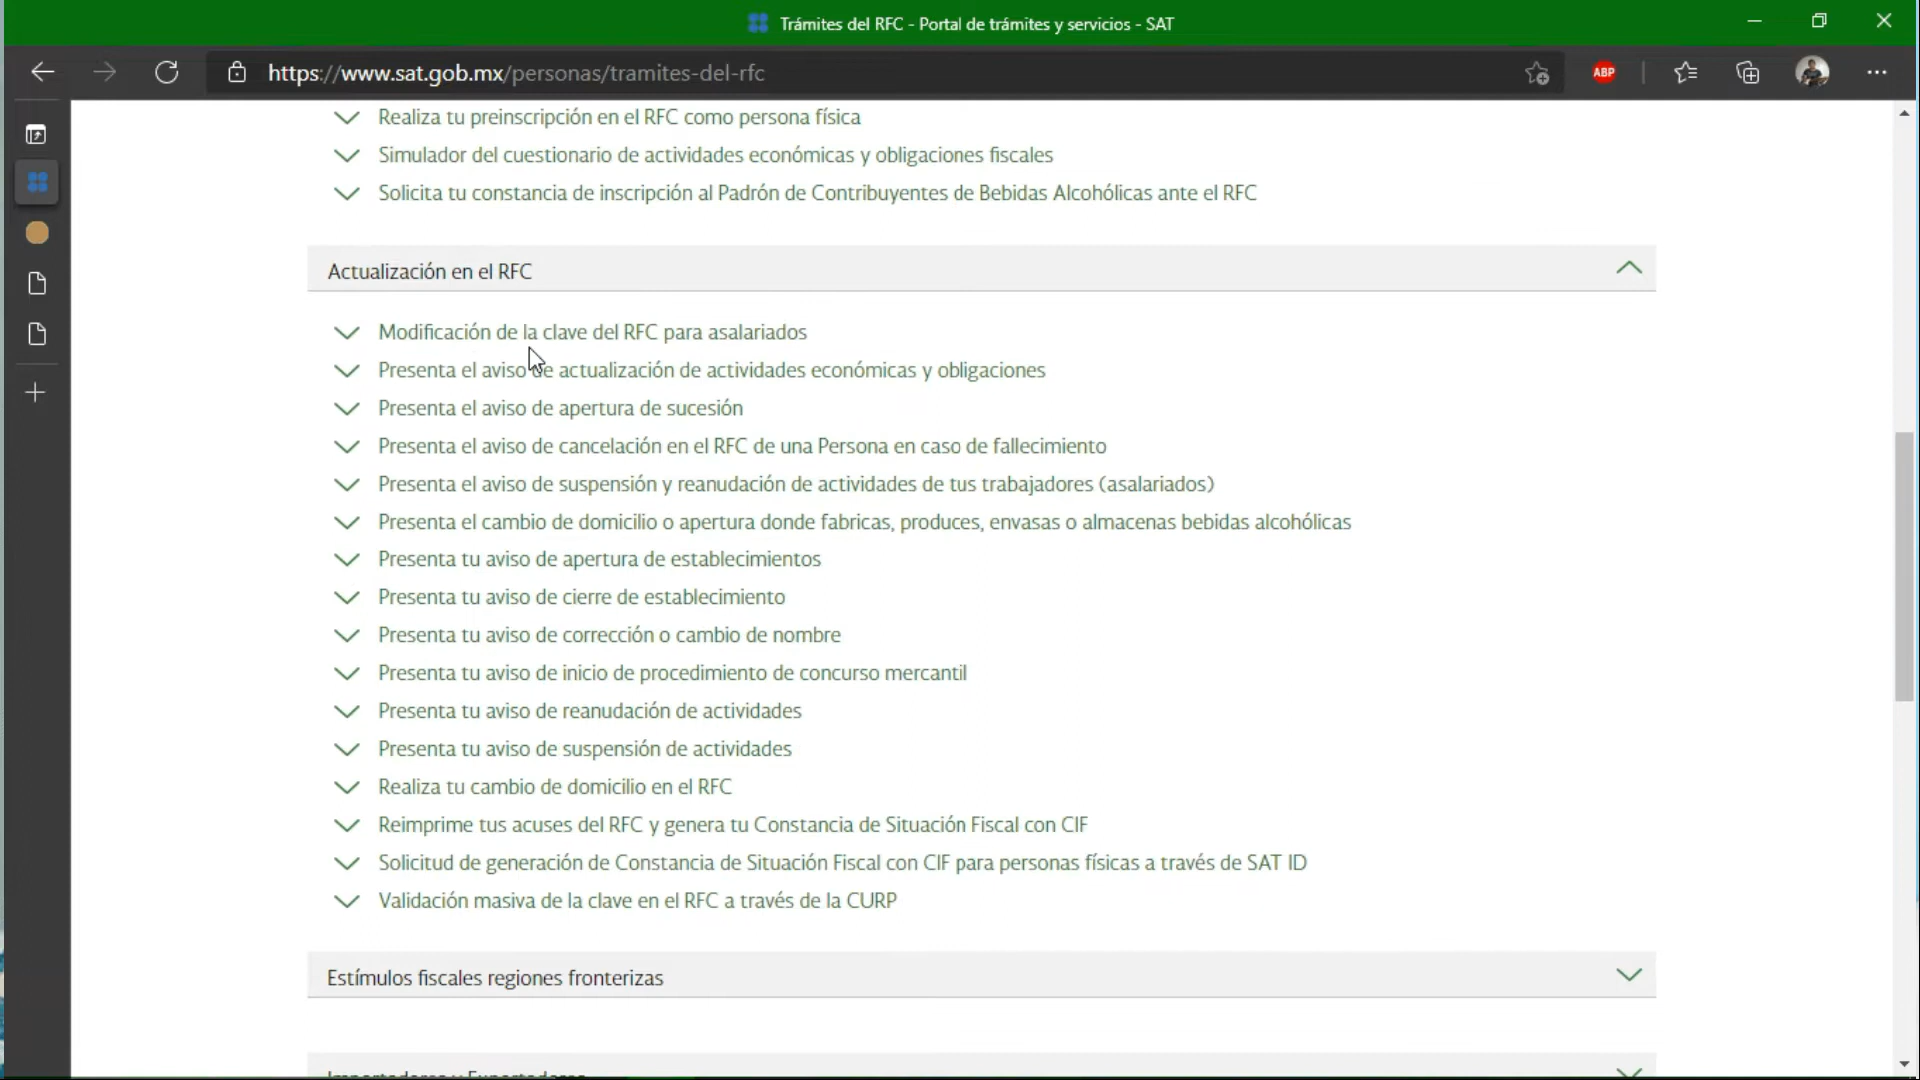 Trámites del RFC - Portal de trámites y servicios - SAT
https://www.sat.gob.mx/personas/tramites-del-rfc
ABP
Realiza tu preinscripción en el RFC como persona física
Simulador del cuestionario de actividades económicas y obligaciones fiscales
Solicita tu constancia de inscripción al Padrón de Contribuyentes de Bebidas Alcohólicas ante el RFC
Actualización en el RFC
Modificación de la clave del RFC para asalariados
Presenta el aviso de actualización de actividades económicas y obligaciones
Presenta el aviso de apertura de sucesión
Presenta el aviso de cancelación en el RFC de una Persona en caso de fallecimiento
Presenta el aviso de suspensión y reanudación de actividades de tus trabajadores (asalariados)
Presenta el cambio de domicilio o apertura donde fabricas, produces, envasas o almacenas bebidas alcohólicas
Presenta tu aviso de apertura de establecimientos
Presenta tu aviso de cierre de establecimiento
Presenta tu aviso de corrección o cambio de nombre
Presenta tu aviso de inicio de procedimiento de concurso mercantil
Presenta tu aviso de reanudación de actividades
Presenta tu aviso de suspensión de actividades
Realiza tu cambio de domicilio en el RFC
Reimprime tus acuses del RFC y genera tu Constancia de Situación Fiscal con CIF
Solicitud de generación de Constancia de Situación Fiscal con CIF para personas físicas a través de SAT ID
Validación masiva de la clave en el RFC a través de la CURP
Estímulos fiscales regiones fronterizas
Importadores y Exportadores